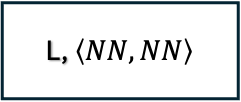 L, ⟨NN, NN⟩